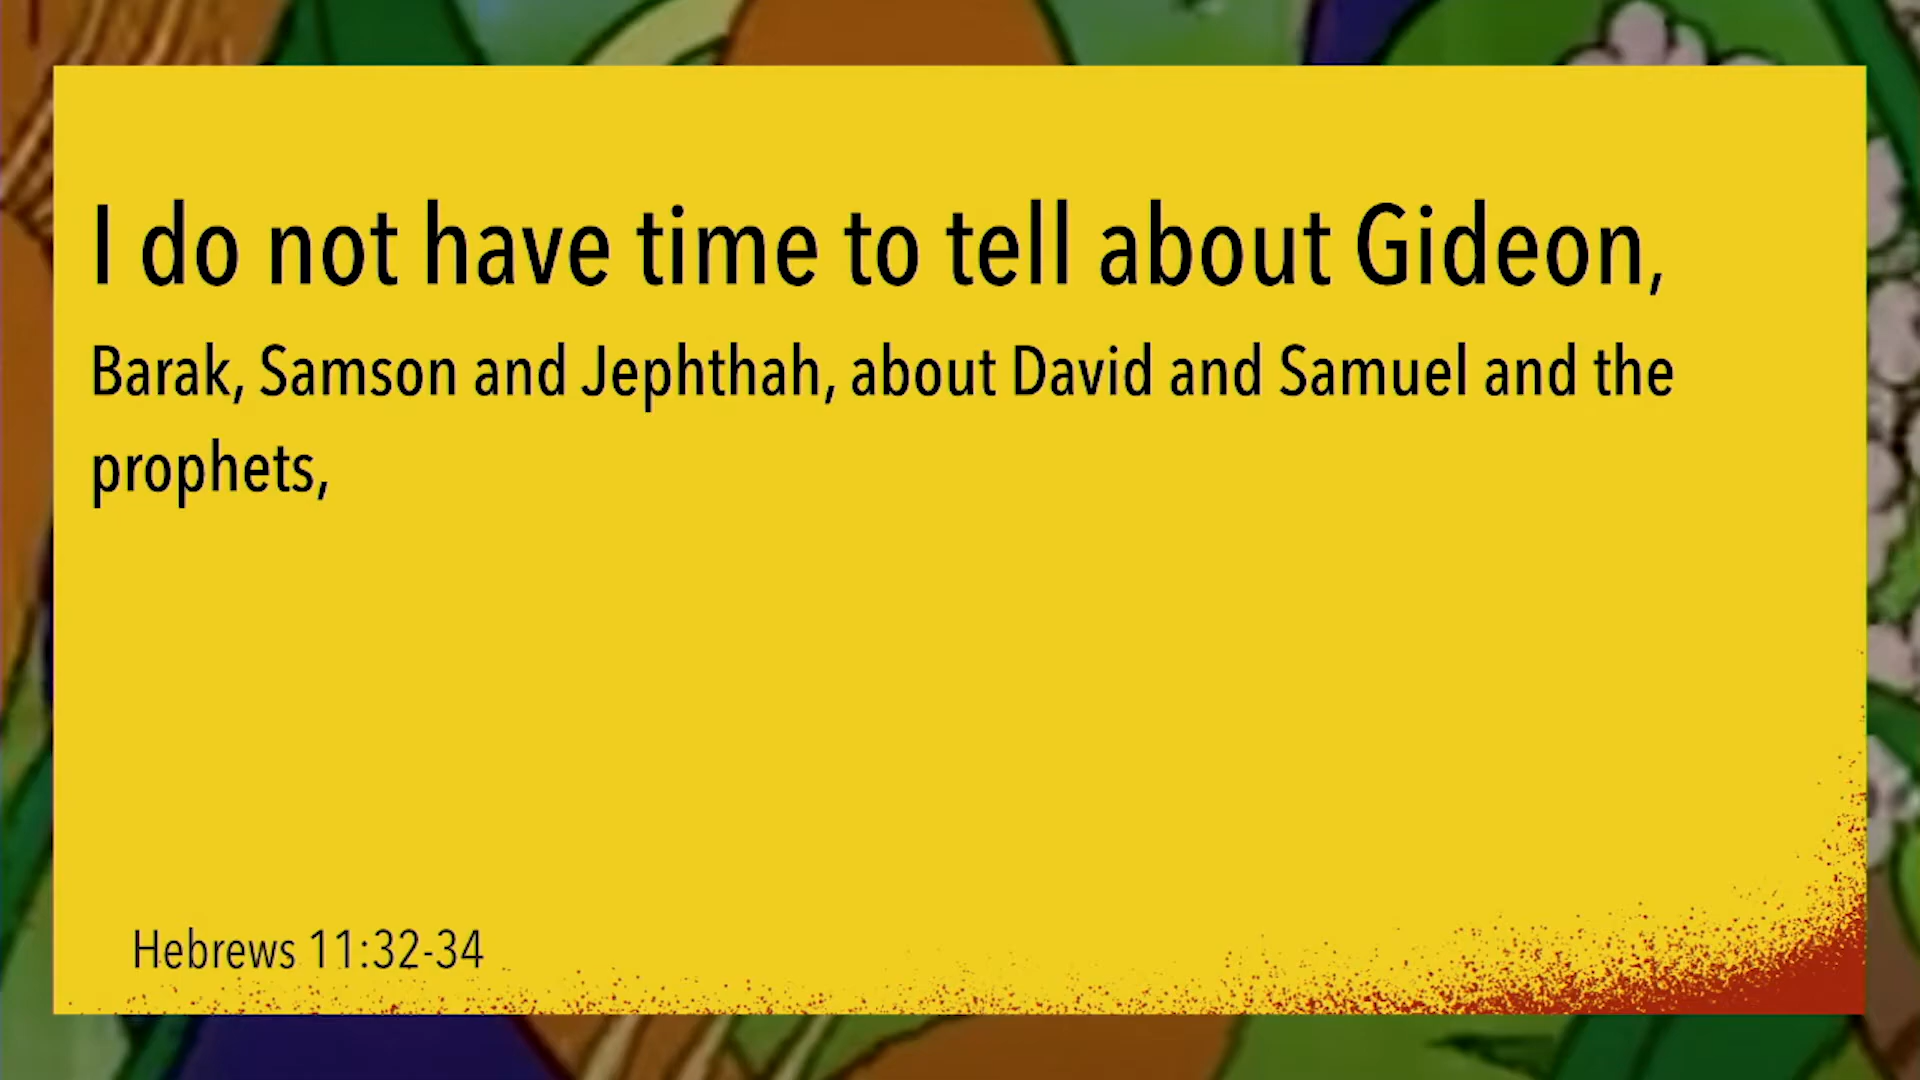 I do not have time to tell about Gideon,
Barak, Samson and Jephthah, about David and Samuel and the
prophets,
Hebrews 11:32-34